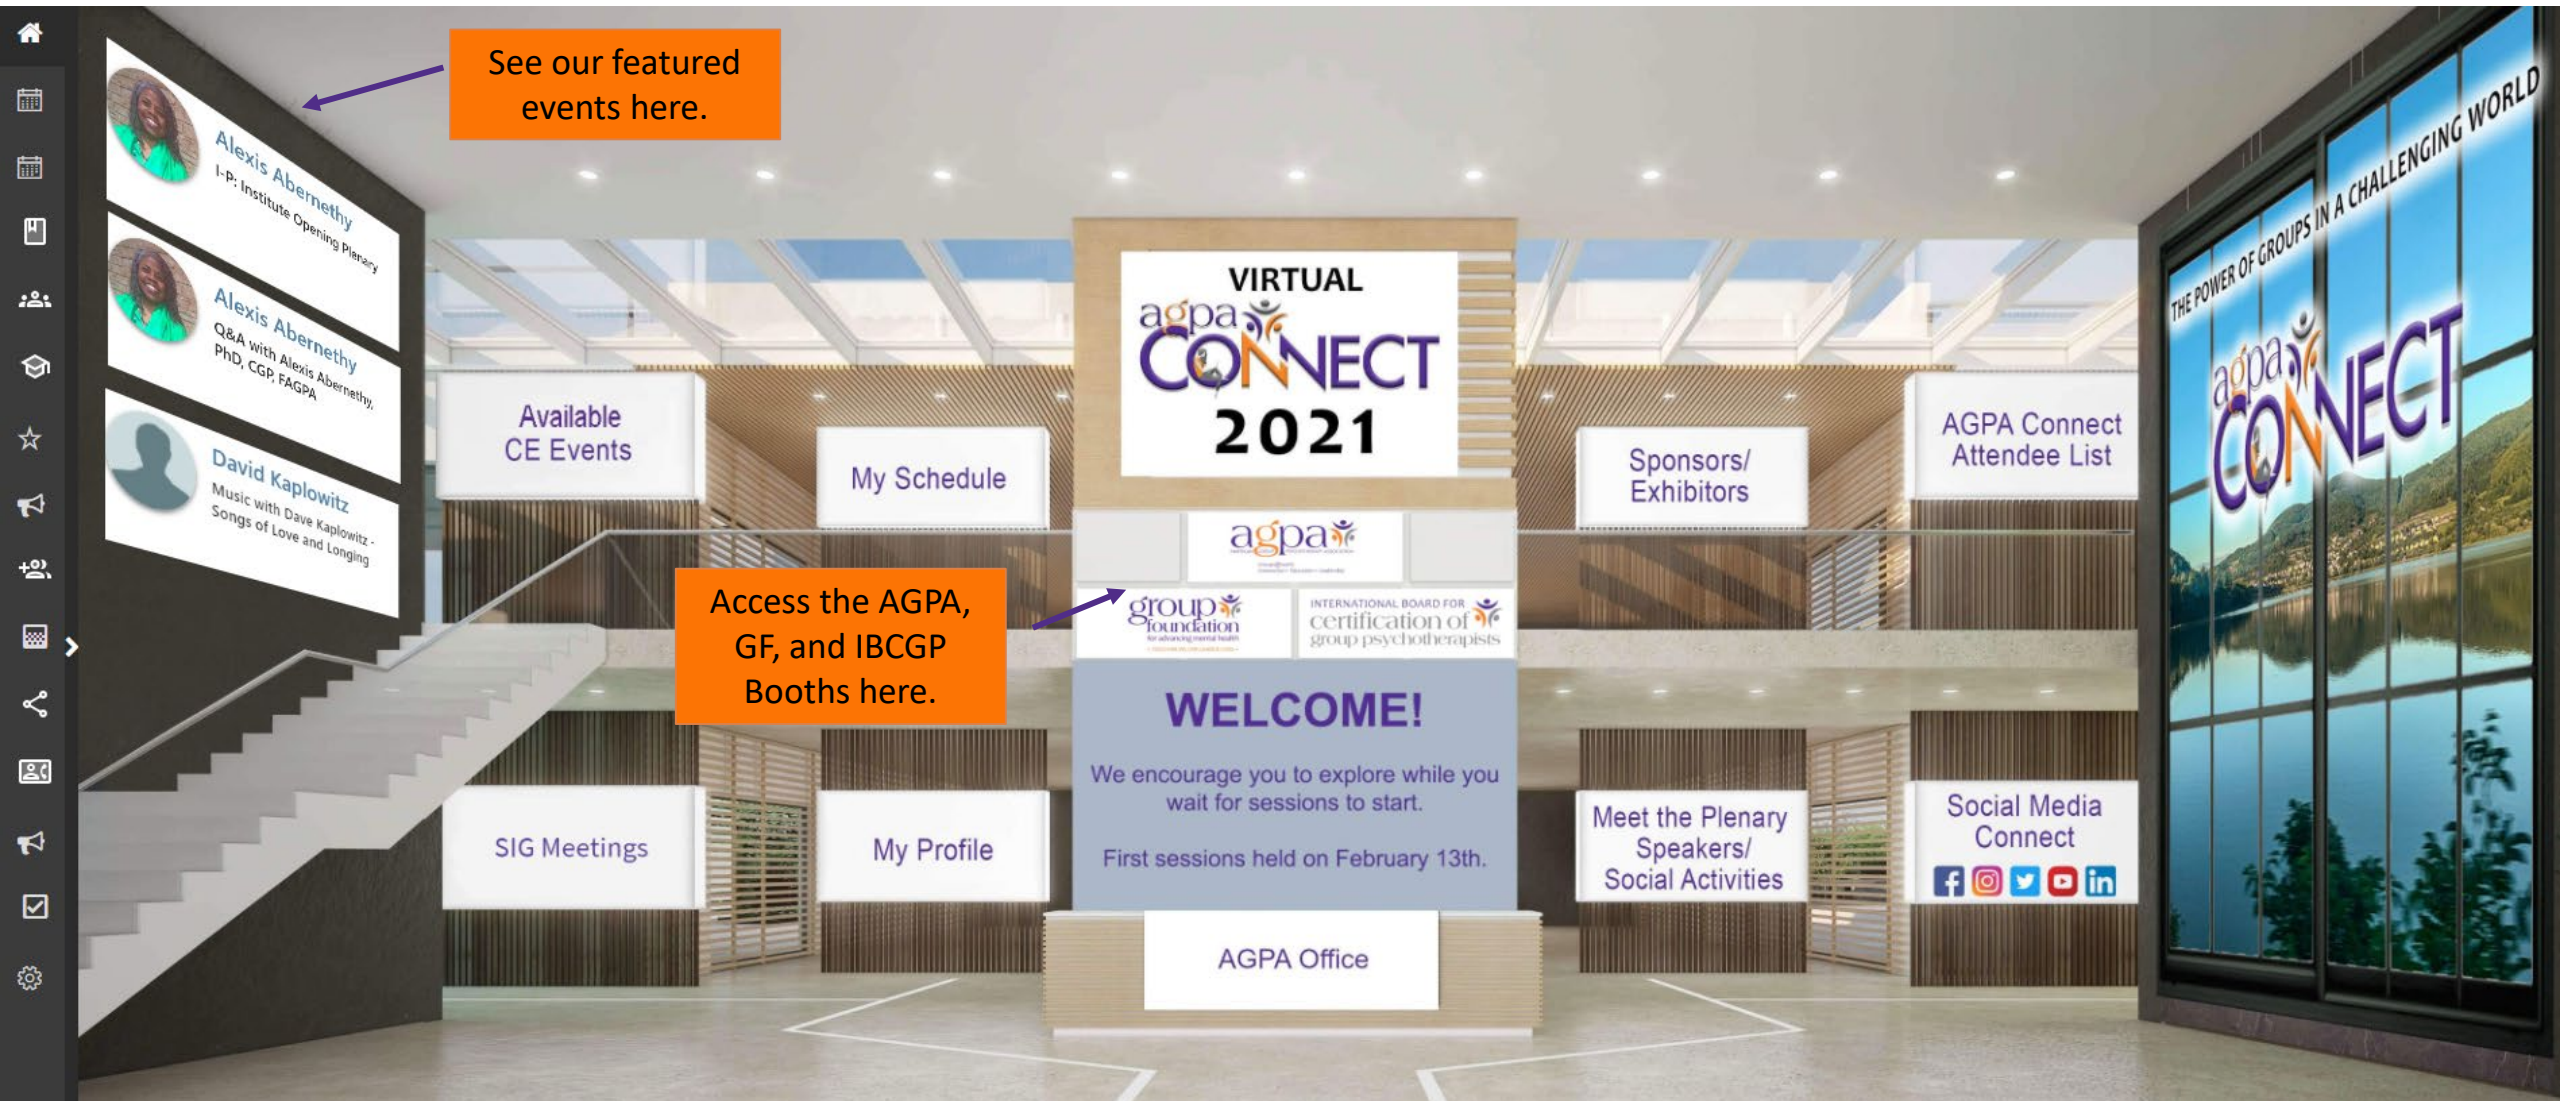 See our featured
events here.
Alexis Abernethy
I-P: Institute Opening Plenary
Alexis Abernethy
Q&A with Alexis Abernethy,
PhD, CGP, FAGPA
David Kaplowitz
Music with Dave Kaplowitz -
Songs of Love and Longing
Available
CE Events
My Schedule
VIRTUAL
agpa
CONNECT
2021
Sponsors/
Exhibitors
AGPA Connect
Attendee List
THE POWER OF GROUPS IN A CHALLENGING WORLD
agpa
CONNECT
agpa
Access the AGPA,
GF, and IBCGP
Booths here.
group
foundation
for advancing mental health
INTERNATIONAL BOARD FOR
certification of
group psychotherapists
WELCOME!
We encourage you to explore while you
wait for sessions to start.
First sessions held on February 13th.
SIG Meetings
My Profile
Meet the Plenary
Speakers/
Social Activities
Social Media
Connect
AGPA Office